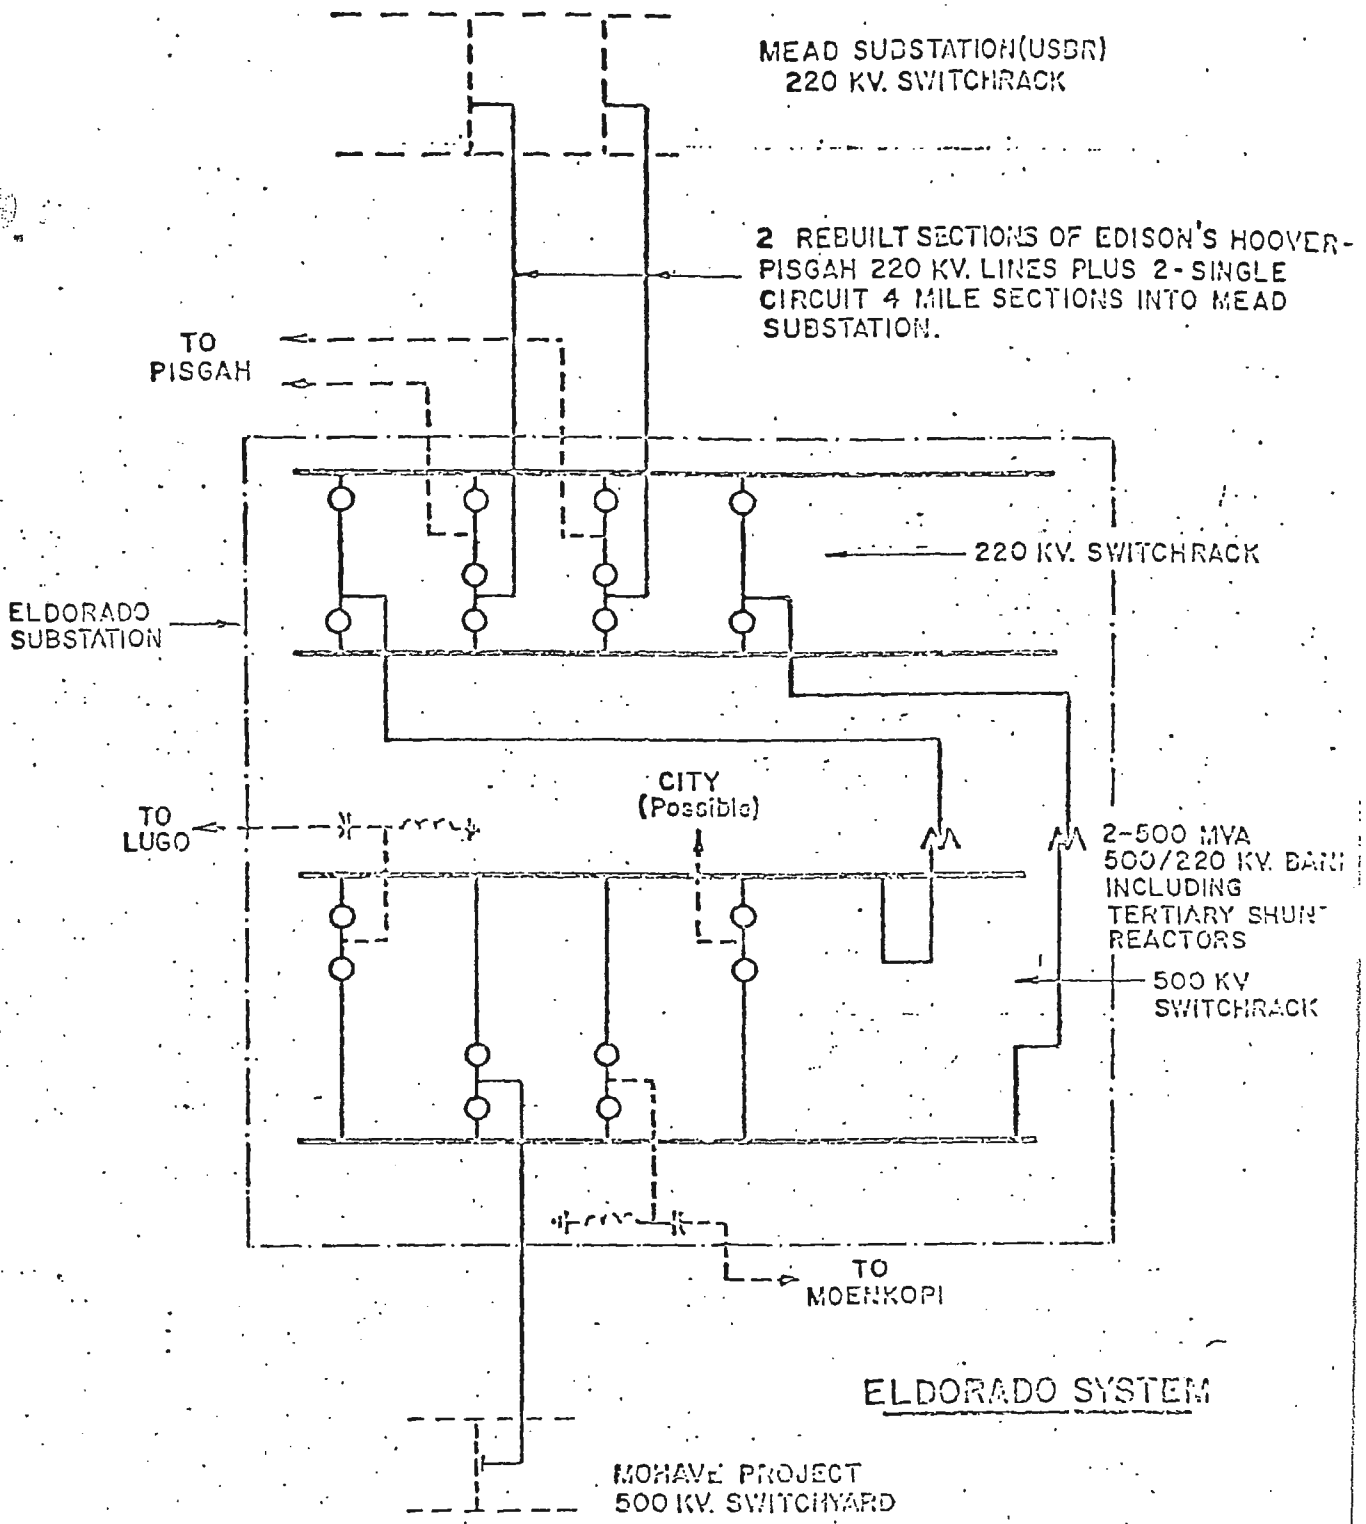 MEAD SUBSTATION(USBR)
220 KV. SWITCHRACK
2 REBUILT SECTIONS OF EDISON'S HOOVER-
PISGAH 220 KV. LINES PLUS 2-SINGLE
CIRCUIT 4 MILE SECTIONS INTO MEAD
SUBSTATION.
TO
PISGAH
220 KV. SWITCHRACK
ELDORADO
SUBSTATION
CITY
(Possible)
TO
LUGO
2-500 MVA
500/220 KV. BANK
INCLUDING
TERTIARY SHUNT
REACTORS
500 KV
SWITCHRACK
TO
MOENKOPI
ELDORADO SYSTEM
MOHAVE PROJECT
500 KV. SWITCHYARD